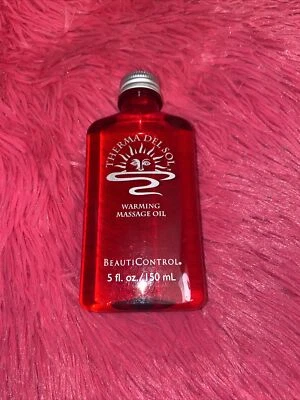 THERMA DEL SOL
WARMING
MASSAGE OIL
BEAUTICONTROL®
5 fl. oz./150 mL